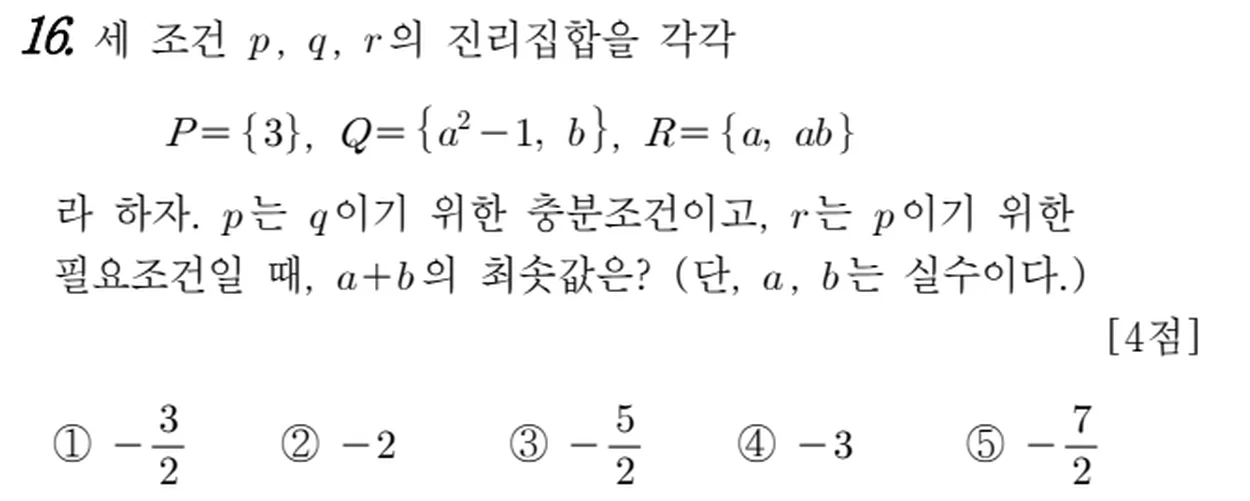 16. 세 조건 p, q, r의 진리집합을 각각
P={3}, Q={a²-1, b}, R={a, ab}
라 하자. p는 q이기 위한 충분조건이고, r는 p이기 위한
필요조건일 때, a+b의 최솟값은? (단, a, b는 실수이다.)
[4점]
① -3/2 ② -2 ③ -5/2 ④ -3 ⑤ -7/2